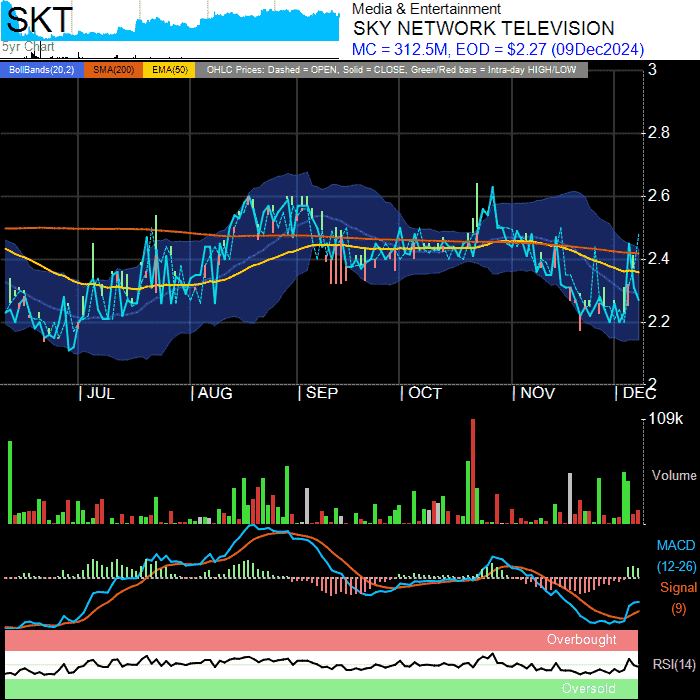 SKT
Media & Entertainment
SKY NETWORK TELEVISION
MC = 312.5M, EOD = $2.27 (09Dec2024)
5yr Chart
BollBands(20,2) SMA(200) EMA(50) OHLC Prices: Dashed = OPEN, Solid = CLOSE, Green/Red bars = Intra-day HIGH/LOW
3
2.8
2.6
2.4
2.2
2
JUL AUG SEP OCT NOV DEC
109k
Volume
MACD
(12-26)
Signal
(9)
Overbought
RSI(14)
Oversold